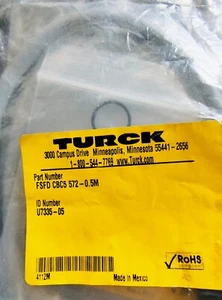 TURCK
3000 Campus Drive Minneapolis, Minnesota 55441-2656
1-800-544-7769 www.Turck.com
Part Number
FSFD CBC5 572-0.5M
ID Number
U7335-05
4112M
Made in Mexico
RoHS